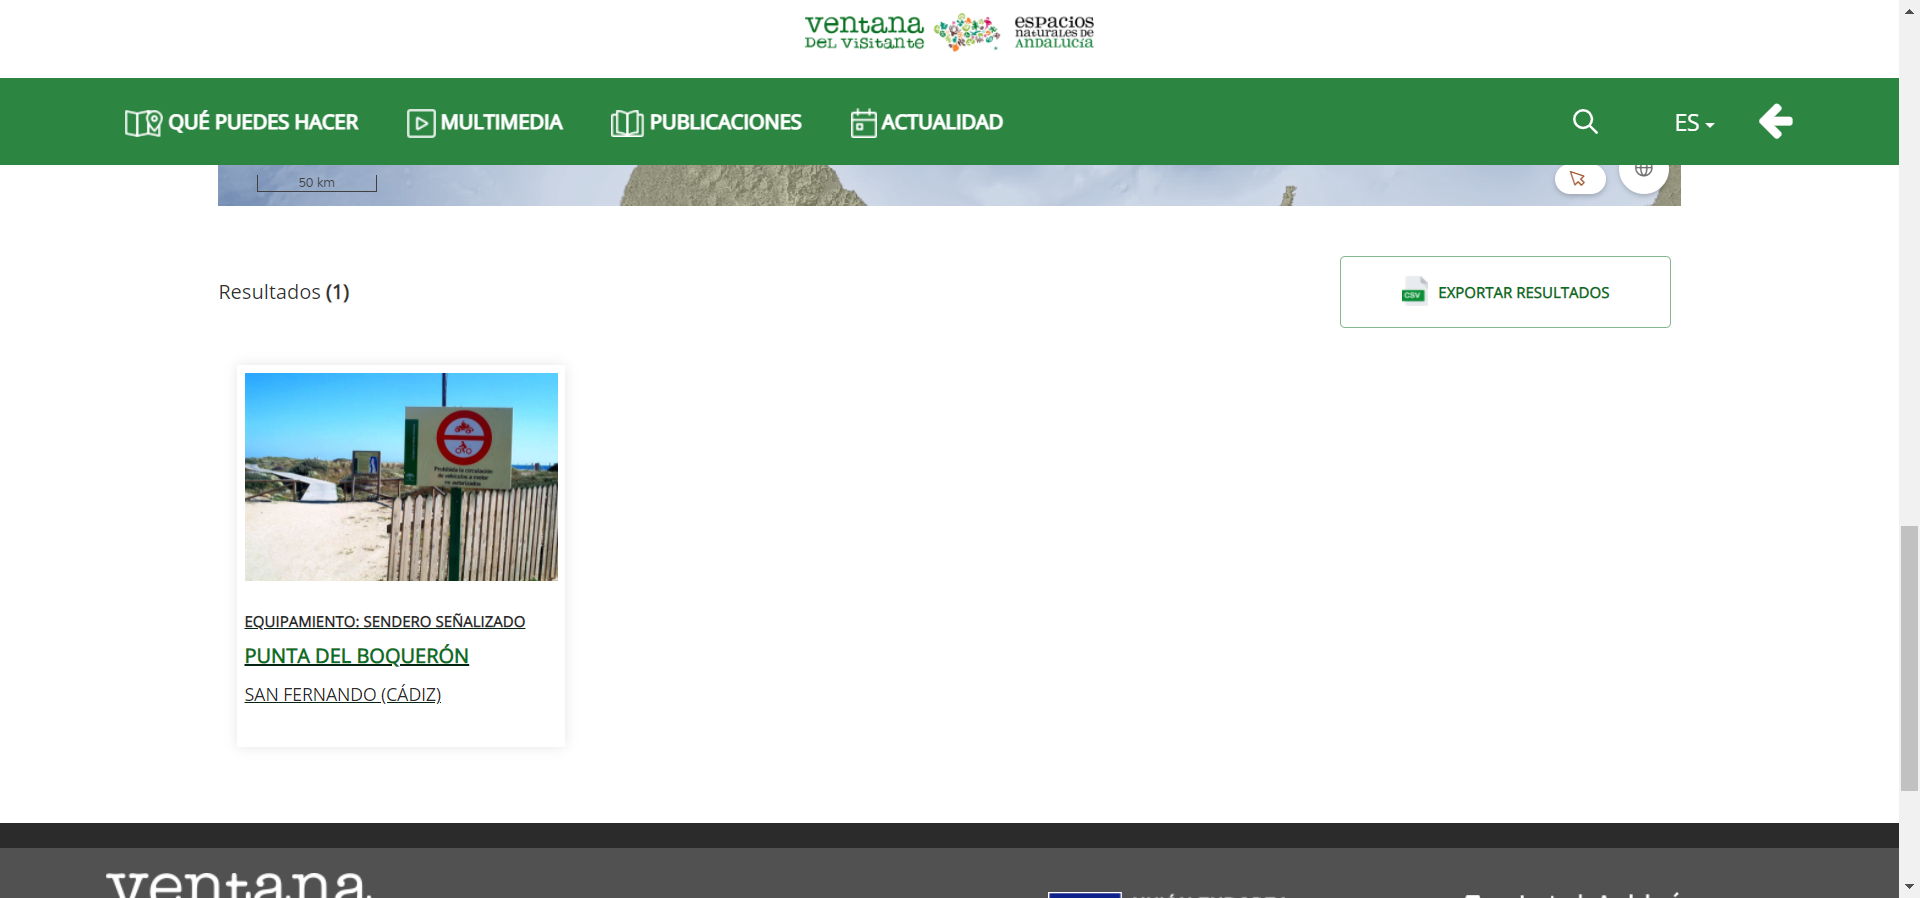 ventana
DEL VISITANTE
espacios
naturales de
ANDALUCÍA
QUÉ PUEDES HACER
MULTIMEDIA
PUBLICACIONES
ACTUALIDAD
ES
50 km
Resultados (1)
CSV
EXPORTAR RESULTADOS
Prohibida la circulación
de vehículos a motor
no autorizados
EQUIPAMIENTO: SENDERO SEÑALIZADO
PUNTA DEL BOQUERÓN
SAN FERNANDO (CÁDIZ)
ventana